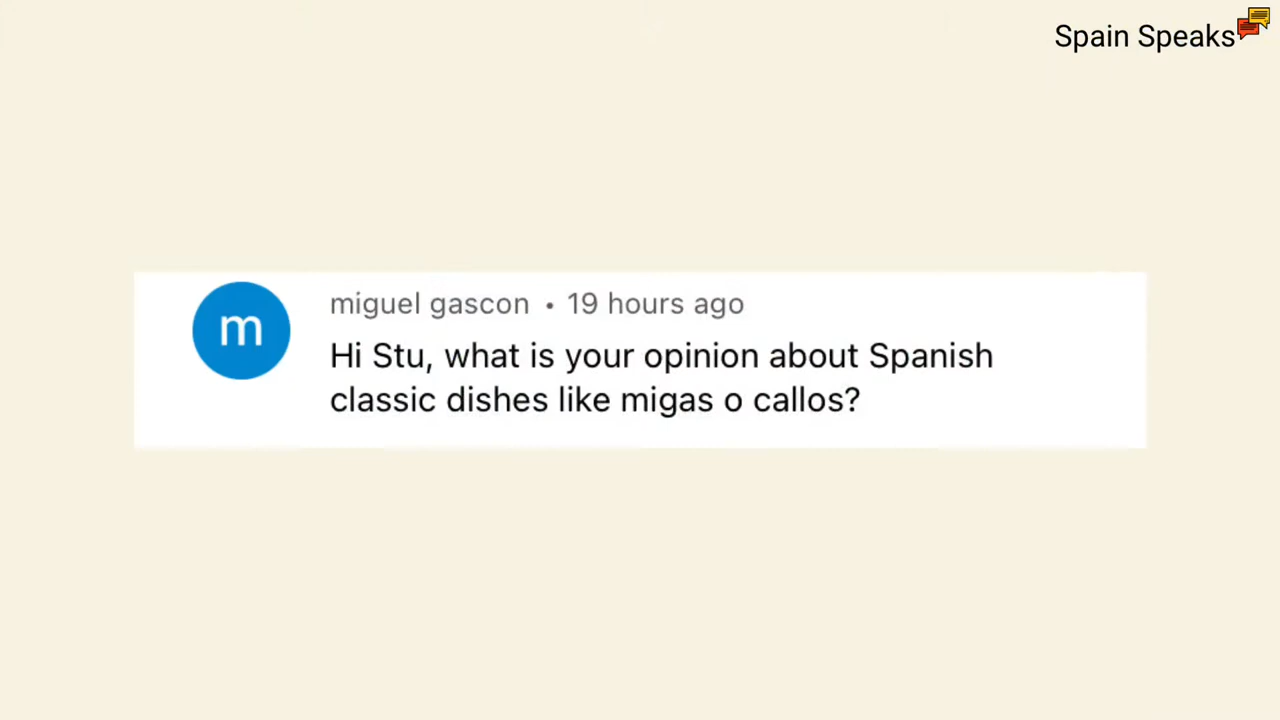 Spain Speaks
m
miguel gascon • 19 hours ago
Hi Stu, what is your opinion about Spanish
classic dishes like migas o callos?